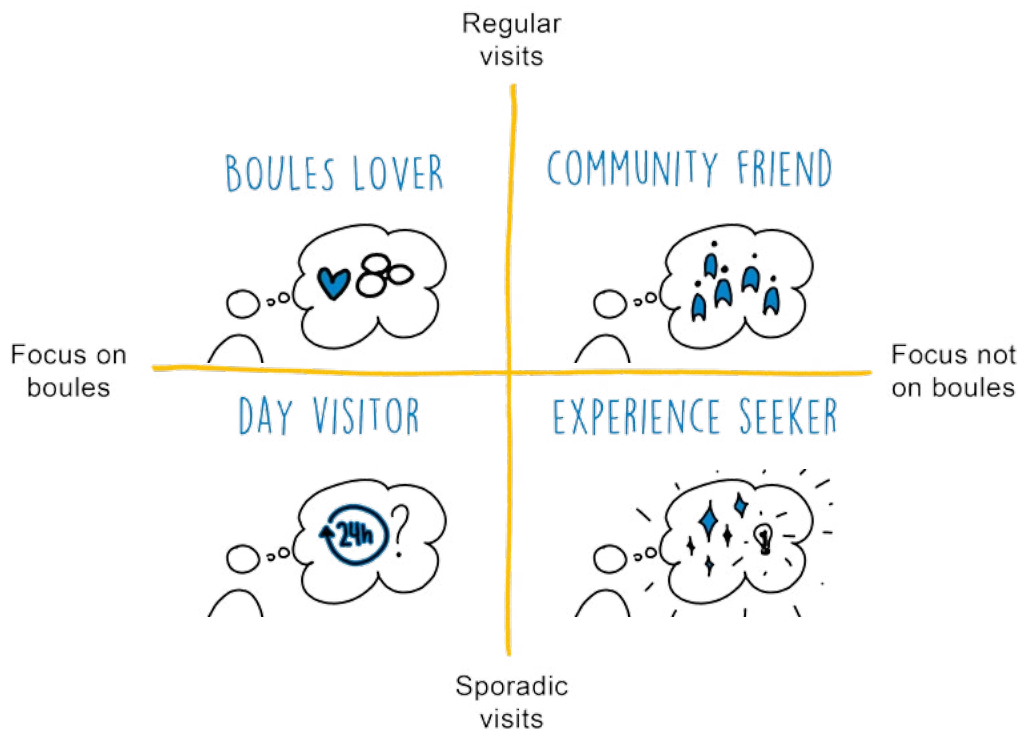 Regular
visits
BOULES LOVER
COMMUNITY FRIEND
Focus on
boules
Focus not
on boules
DAY VISITOR
EXPERIENCE SEEKER
24h ?
Sporadic
visits